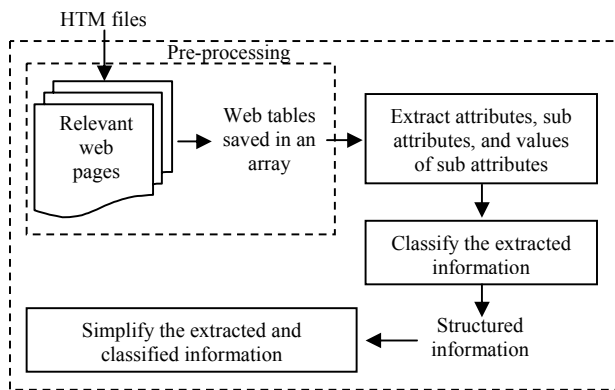 HTM files
Pre-processing
Relevant
web
pages
Web tables
saved in an
array
Extract attributes, sub
attributes, and values
of sub attributes
Classify the extracted
information
Structured
information
Simplify the extracted and
classified information